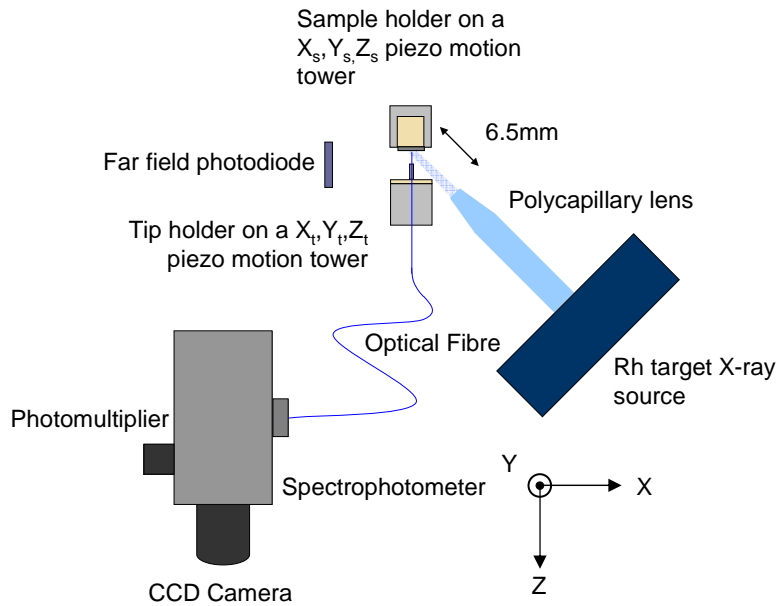 Sample holder on a
Xs,Ys,Zs piezo motion
tower
6.5mm
Far field photodiode
Polycapillary lens
Tip holder on a Xt,Yt,Zt
piezo motion tower
Optical Fibre
Rh target X-ray
source
Photomultiplier
Spectrophotometer
Y
X
Z
CCD Camera